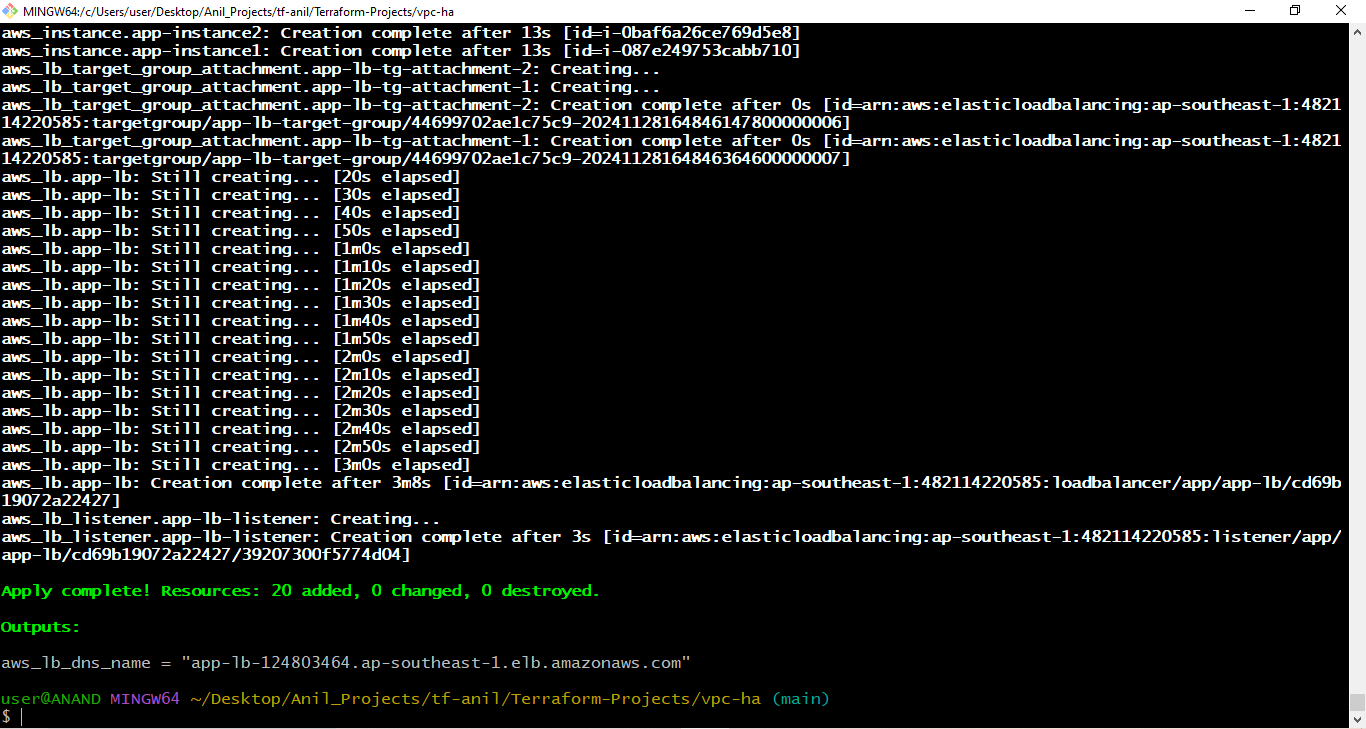 MINGW64:/c/Users/user/Desktop/Anil_Projects/tf-anil/Terraform-Projects/vpc-ha
aws_instance.app-instance2: Creation complete after 13s [id=i-0baf6a26ce769d5e8]
aws_instance.app-instance1: Creation complete after 13s [id=i-087e249753cabb710]
aws_lb_target_group_attachment.app-lb-tg-attachment-2: Creating...
aws_lb_target_group_attachment.app-lb-tg-attachment-1: Creating...
aws_lb_target_group_attachment.app-lb-tg-attachment-2: Creation complete after 0s [id=arn:aws:elasticloadbalancing:ap-southeast-1:4821
14220585:targetgroup/app-lb-target-group/44699702ae1c75c9-20241128164846147800000006]
aws_lb_target_group_attachment.app-lb-tg-attachment-1: Creation complete after 0s [id=arn:aws:elasticloadbalancing:ap-southeast-1:4821
14220585:targetgroup/app-lb-target-group/44699702ae1c75c9-20241128164846364600000007]
aws_lb.app-lb: Still creating... [20s elapsed]
aws_lb.app-lb: Still creating... [30s elapsed]
aws_lb.app-lb: Still creating... [40s elapsed]
aws_lb.app-lb: Still creating... [50s elapsed]
aws_lb.app-lb: Still creating... [1m0s elapsed]
aws_lb.app-lb: Still creating... [1m10s elapsed]
aws_lb.app-lb: Still creating... [1m20s elapsed]
aws_lb.app-lb: Still creating... [1m30s elapsed]
aws_lb.app-lb: Still creating... [1m40s elapsed]
aws_lb.app-lb: Still creating... [1m50s elapsed]
aws_lb.app-lb: Still creating... [2m0s elapsed]
aws_lb.app-lb: Still creating... [2m10s elapsed]
aws_lb.app-lb: Still creating... [2m20s elapsed]
aws_lb.app-lb: Still creating... [2m30s elapsed]
aws_lb.app-lb: Still creating... [2m40s elapsed]
aws_lb.app-lb: Still creating... [2m50s elapsed]
aws_lb.app-lb: Still creating... [3m0s elapsed]
aws_lb.app-lb: Creation complete after 3m8s [id=arn:aws:elasticloadbalancing:ap-southeast-1:482114220585:loadbalancer/app/app-lb/cd69b
19072a22427]
aws_lb_listener.app-lb-listener: Creating...
aws_lb_listener.app-lb-listener: Creation complete after 3s [id=arn:aws:elasticloadbalancing:ap-southeast-1:482114220585:listener/app/
app-lb/cd69b19072a22427/39207300f5774d04]
Apply complete! Resources: 20 added, 0 changed, 0 destroyed.
Outputs:
aws_lb_dns_name = "app-lb-124803464.ap-southeast-1.elb.amazonaws.com"
user@ANAND MINGW64 ~/Desktop/Anil_Projects/tf-anil/Terraform-Projects/vpc-ha (main)
$